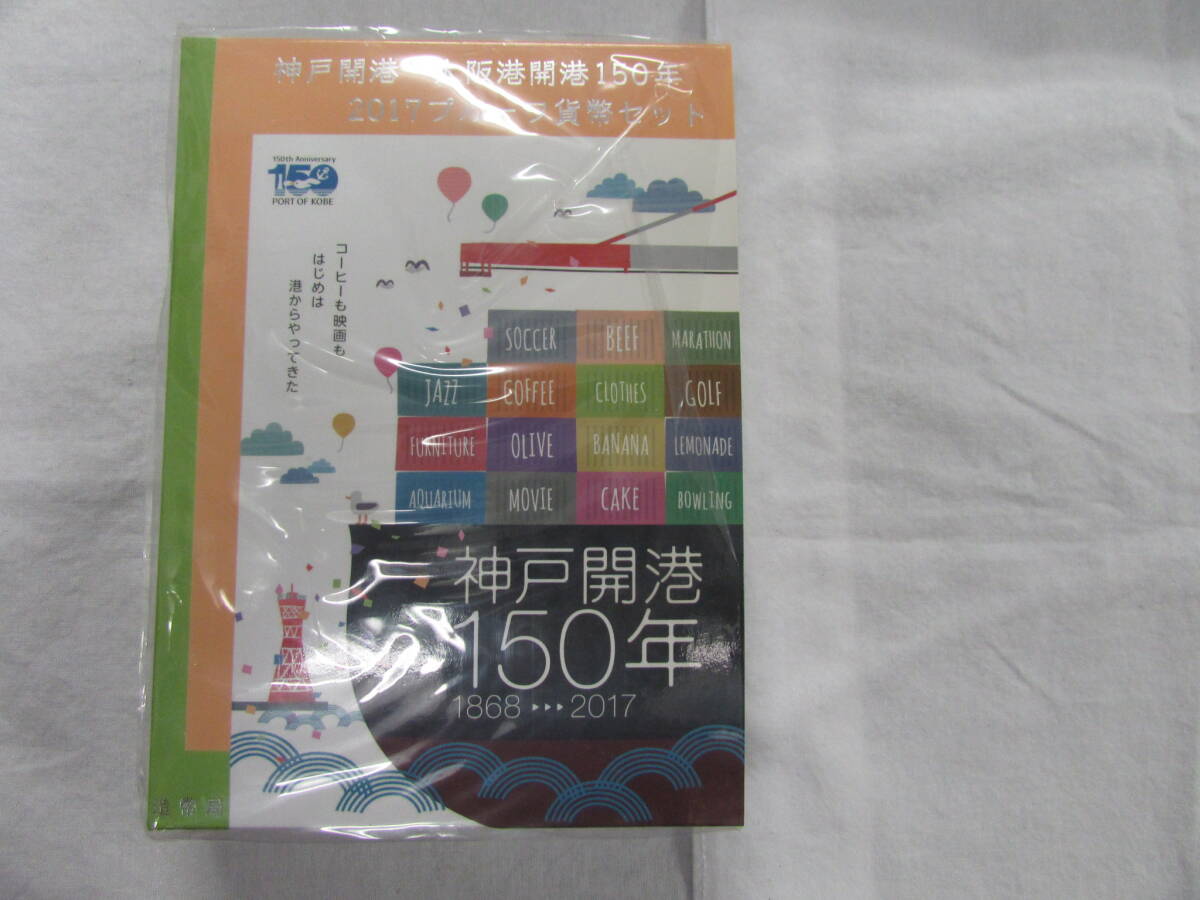 神戸開港・大阪港開港150年
2017プルーフ貨幣セット
150th Anniversary
150
PORT OF KOBE
コーヒーも映画も
はじめは
港からやってきた
SOCCER BEEF MARATHON
JAZZ COFFEE CLOTHES GOLF
FURNITURE OLIVE BANANA LEMONADE
AQUARIUM MOVIE CAKE BOWLING
神戸開港
150年
1868 ▸▸▸ 2017
造幣局